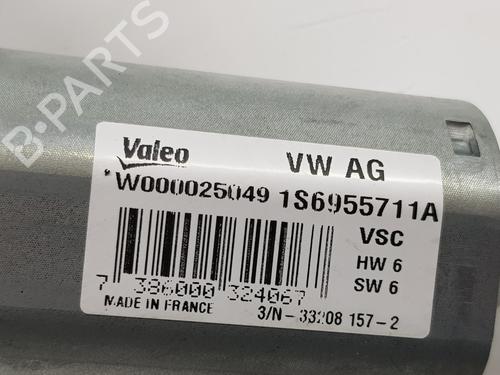 B-PARTS
Valeo VW AG
*W000025049 1S6955711A
VSC
HW 6
SW 6
7 386000 324067
MADE IN FRANCE 3/N-33208 157-2